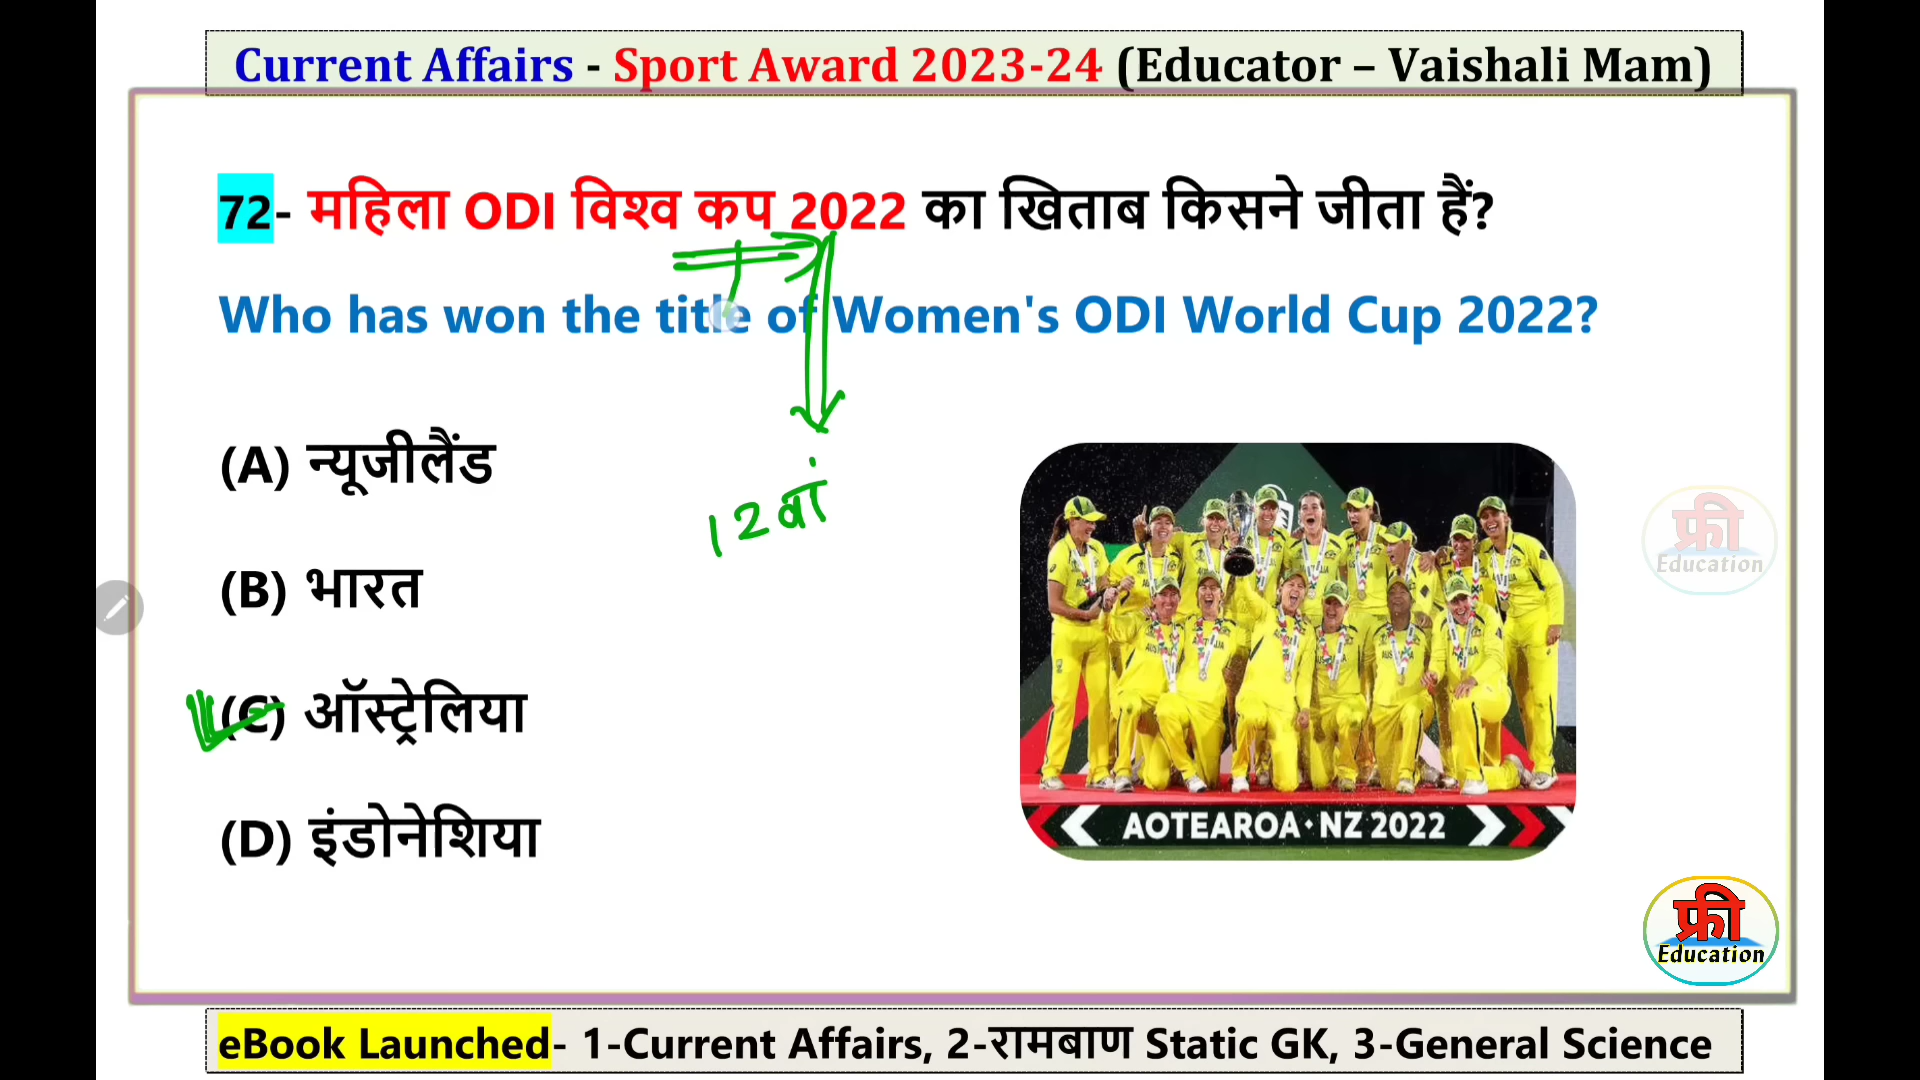 Current Affairs - Sport Award 2023-24 (Educator – Vaishali Mam)
72- महिला ODI विश्व कप 2022 का खिताब किसने जीता हैं?
Who has won the title of Women's ODI World Cup 2022?
(A) न्यूजीलैंड
12वां
(B) भारत
(C) ऑस्ट्रेलिया
(D) इंडोनेशिया
AOTEAROA · NZ 2022
फ्री
Education
फ्री
Education
eBook Launched- 1-Current Affairs, 2-रामबाण Static GK, 3-General Science